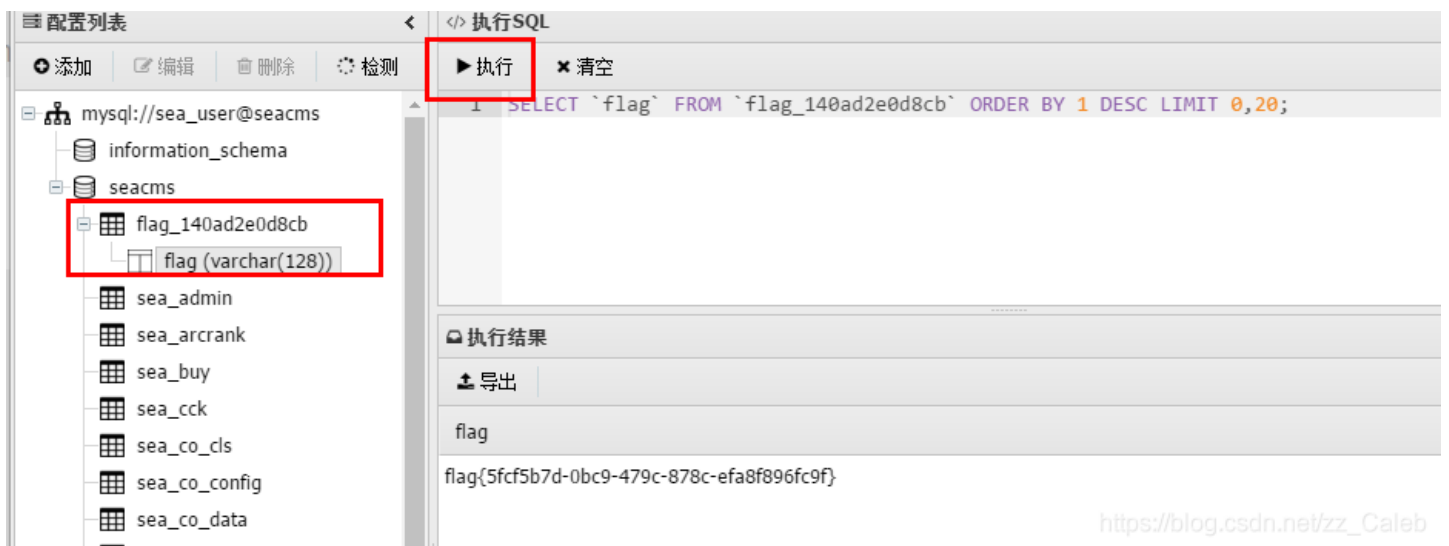 配置列表
添加 编辑 删除 检测
mysql://sea_user@seacms
information_schema
seacms
flag_140ad2e0d8cb
flag (varchar(128))
sea_admin
sea_arcrank
sea_buy
sea_cck
sea_co_cls
sea_co_config
sea_co_data
执行SQL
执行 清空
1 SELECT `flag` FROM `flag_140ad2e0d8cb` ORDER BY 1 DESC LIMIT 0,20;
执行结果
导出
flag
flag{5fcf5b7d-0bc9-479c-878c-efa8f896fc9f}
https://blog.csdn.net/zz_Caleb